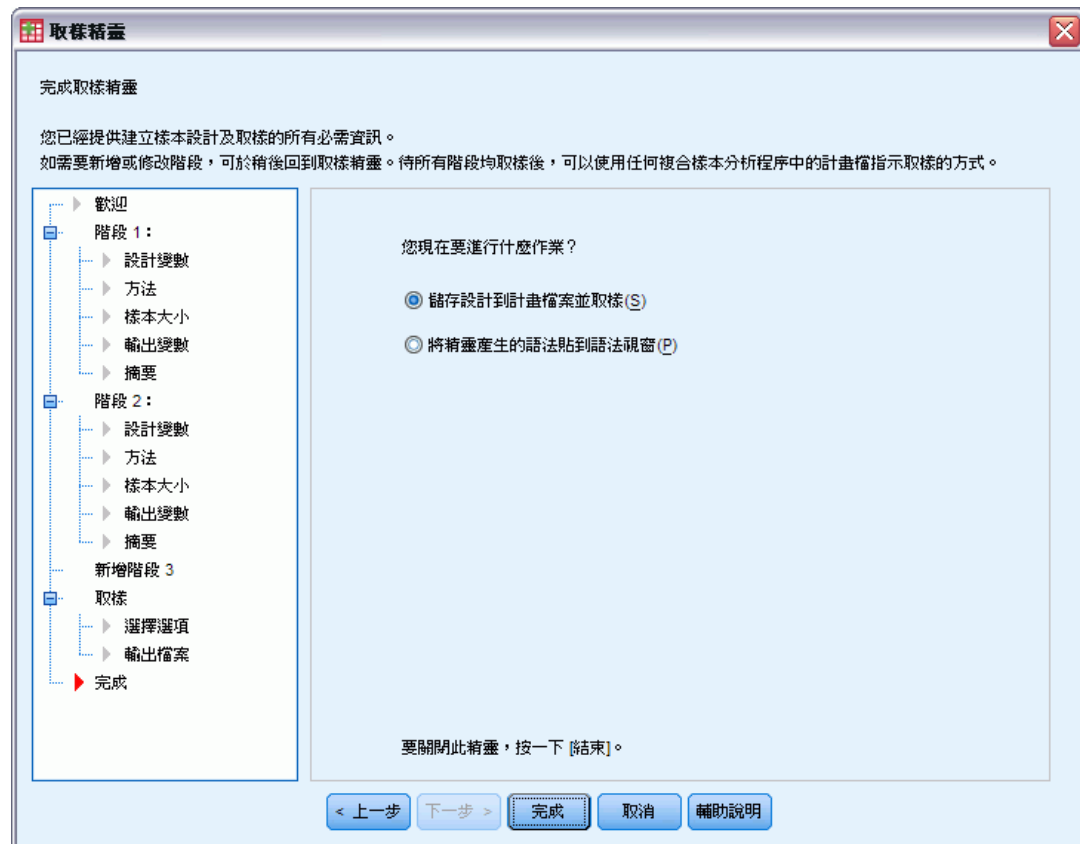 取樣精靈
完成取樣精靈
您已經提供建立樣本設計及取樣的所有必需資訊。
如需要新增或修改階段，可於稍後回到取樣精靈。待所有階段均取樣後，可以使用任何複合樣本分析程序中的計畫檔指示取樣的方式。
歡迎
階段 1：
設計變數
方法
樣本大小
輸出變數
摘要
階段 2：
設計變數
方法
樣本大小
輸出變數
摘要
新增階段 3
取樣
選擇選項
輸出檔案
完成
您現在要進行什麼作業？
儲存設計到計畫檔案並取樣(S)
將精靈產生的語法貼到語法視窗(P)
要關閉此精靈，按一下 [結束]。
< 上一步 下一步 > 完成 取消 輔助說明